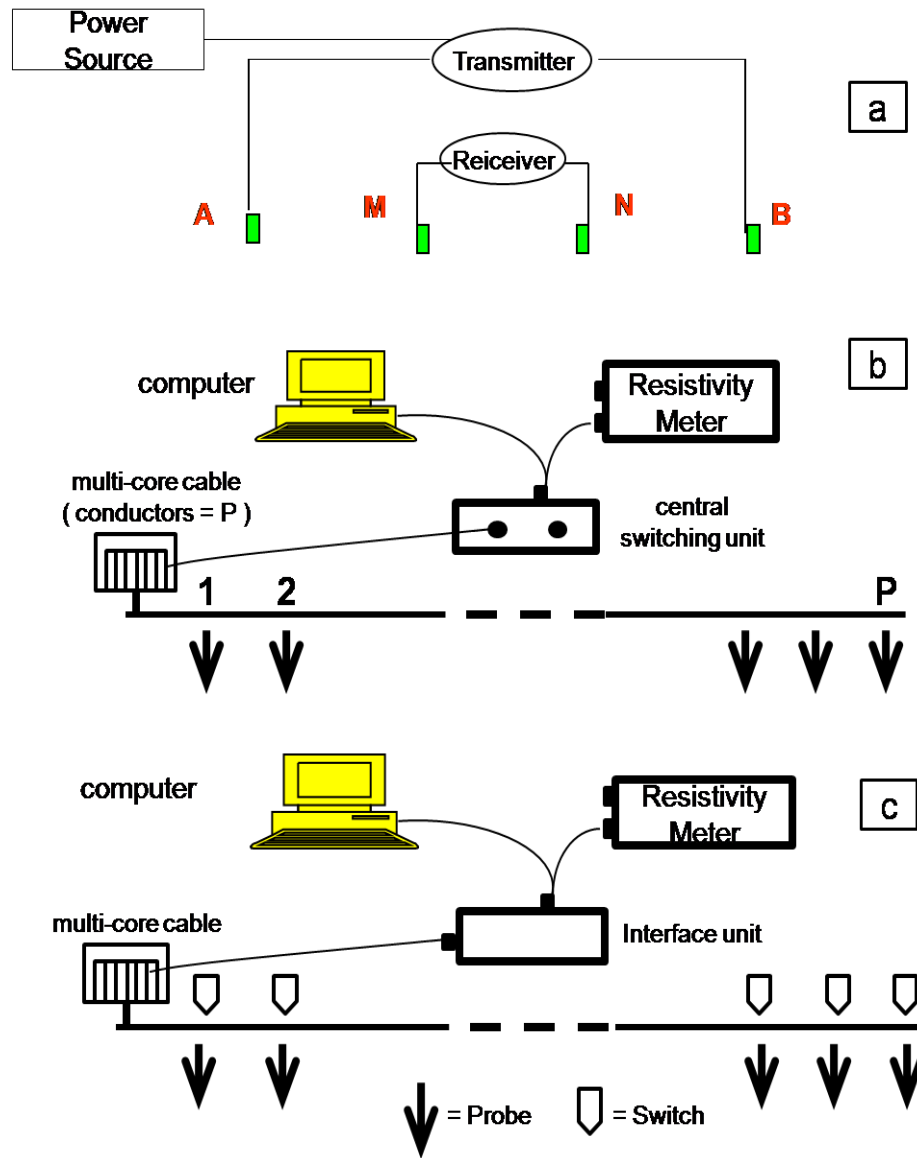 Power
Source
Transmitter
a
Reiceiver
A
M
N
B
b
computer
Resistivity
Meter
multi-core cable
( conductors = P )
central
switching unit
1 2 P
c
computer
Resistivity
Meter
multi-core cable
Interface unit
= Probe = Switch